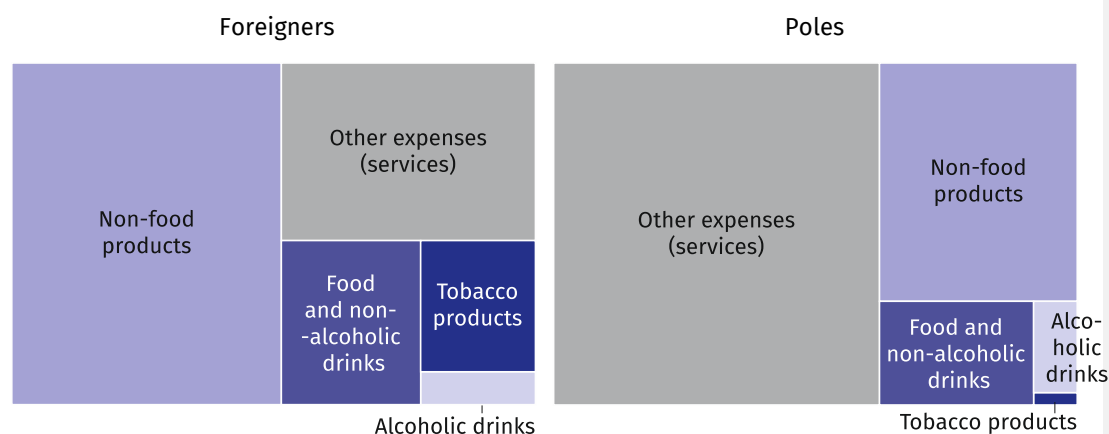 Foreigners
Non-food
products
Other expenses
(services)
Food
and non-
-alcoholic
drinks
Tobacco
products
Alcoholic drinks
Poles
Other expenses
(services)
Non-food
products
Food and
non-alcoholic
drinks
Alco-
holic
drinks
Tobacco products